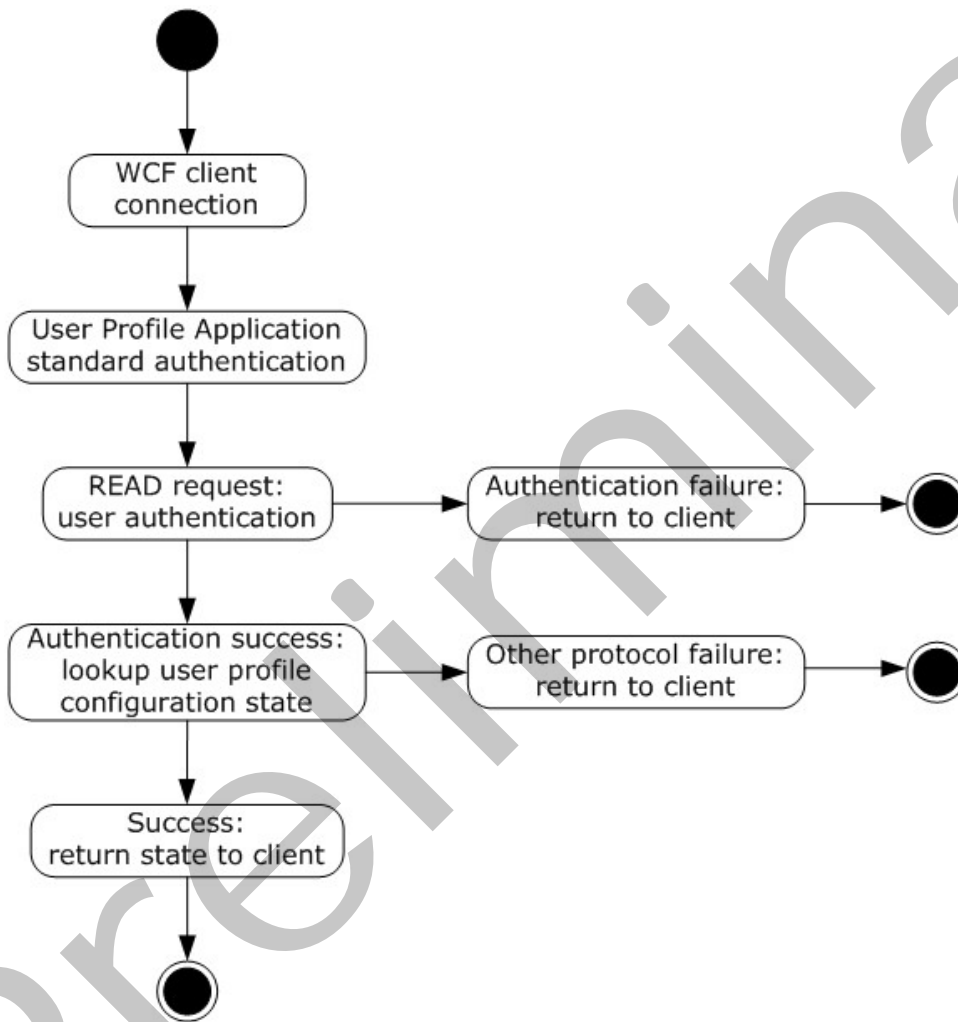 WCF client
connection
User Profile Application
standard authentication
READ request:
user authentication
Authentication failure:
return to client
Authentication success:
lookup user profile
configuration state
Other protocol failure:
return to client
Success:
return state to client
Prelimina